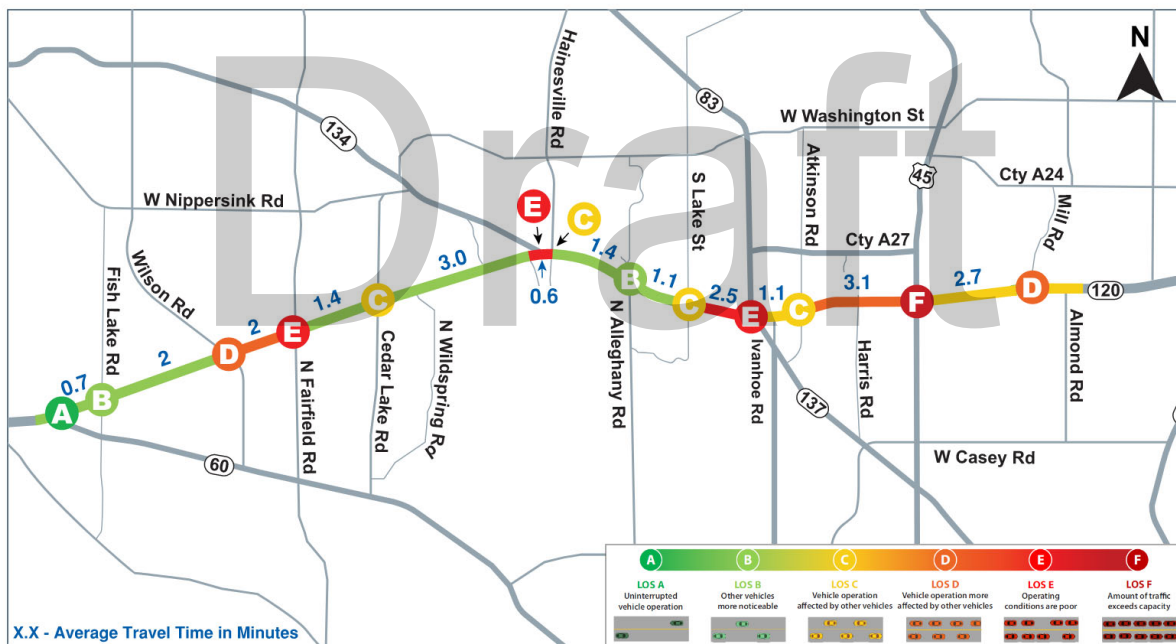 Draft
N
83
Hainesville Rd
W Washington St
134
Atkinson Rd
45
Cty A24
S Lake St
Mill Rd
W Nippersink Rd
E
C
Cty A27
Wilson Rd
3.0
1.4
B
1.1
2.5
1.1
3.1
2.7
D
120
Fish Lake Rd
0.6
1.4
C
C
E
C
F
2
E
2
D
N Fairfield Rd
Cedar Lake Rd
N Wildspring Rd
N Alleghany Rd
Ivanhoe Rd
Harris Rd
Almond Rd
0.7
B
A
137
60
W Casey Rd
A
B
C
D
E
F
LOS A
LOS B
LOS C
LOS D
LOS E
LOS F
Uninterrupted
vehicle operation
Other vehicles
more noticeable
Vehicle operation
affected by other vehicles
Vehicle operation more
affected by other vehicles
Operating
conditions are poor
Amount of traffic
exceeds capacity
X.X - Average Travel Time in Minutes